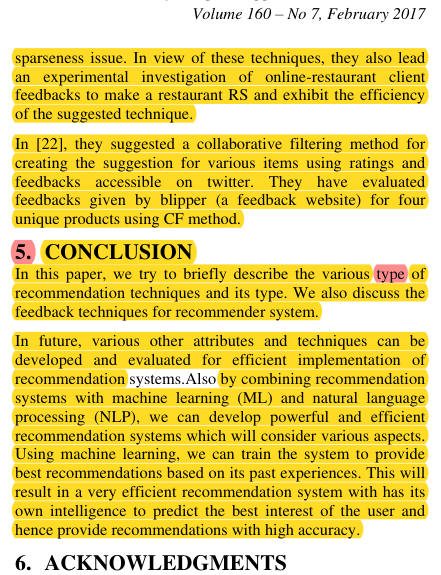 Volume 160 – No 7, February 2017
sparseness issue. In view of these techniques, they also lead
an experimental investigation of online-restaurant client
feedbacks to make a restaurant RS and exhibit the efficiency
of the suggested technique.
In [22], they suggested a collaborative filtering method for
creating the suggestion for various items using ratings and
feedbacks accessible on twitter. They have evaluated
feedbacks given by blipper (a feedback website) for four
unique products using CF method.
5. CONCLUSION
In this paper, we try to briefly describe the various type of
recommendation techniques and its type. We also discuss the
feedback techniques for recommender system.
In future, various other attributes and techniques can be
developed and evaluated for efficient implementation of
recommendation systems.Also by combining recommendation
systems with machine learning (ML) and natural language
processing (NLP), we can develop powerful and efficient
recommendation systems which will consider various aspects.
Using machine learning, we can train the system to provide
best recommendations based on its past experiences. This will
result in a very efficient recommendation system with has its
own intelligence to predict the best interest of the user and
hence provide recommendations with high accuracy.
6. ACKNOWLEDGMENTS